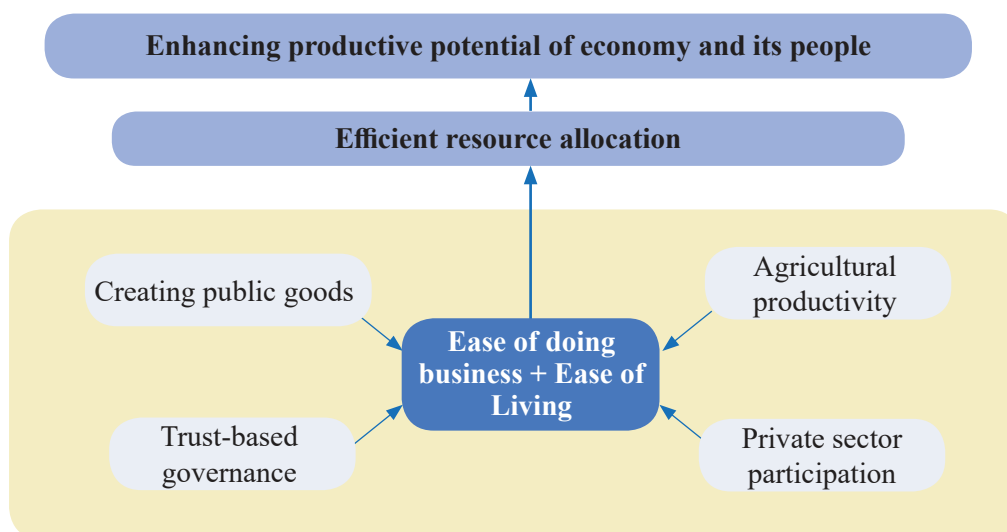 Enhancing productive potential of economy and its people
Efficient resource allocation
Creating public goods
Agricultural
productivity
Ease of doing
business + Ease of
Living
Trust-based
governance
Private sector
participation